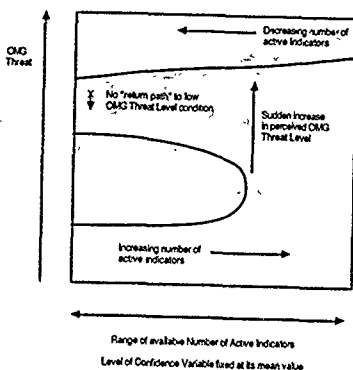 OMG
Threat
Decreasing number of
active Indicators
No "return path" to low
OMG Threat Level condition
Sudden Increase
in perceived OMG
Threat Level
Increasing number of
active indicators
Range of available Number of Active Indicators
Level of Confidence Variable fixed at its mean value